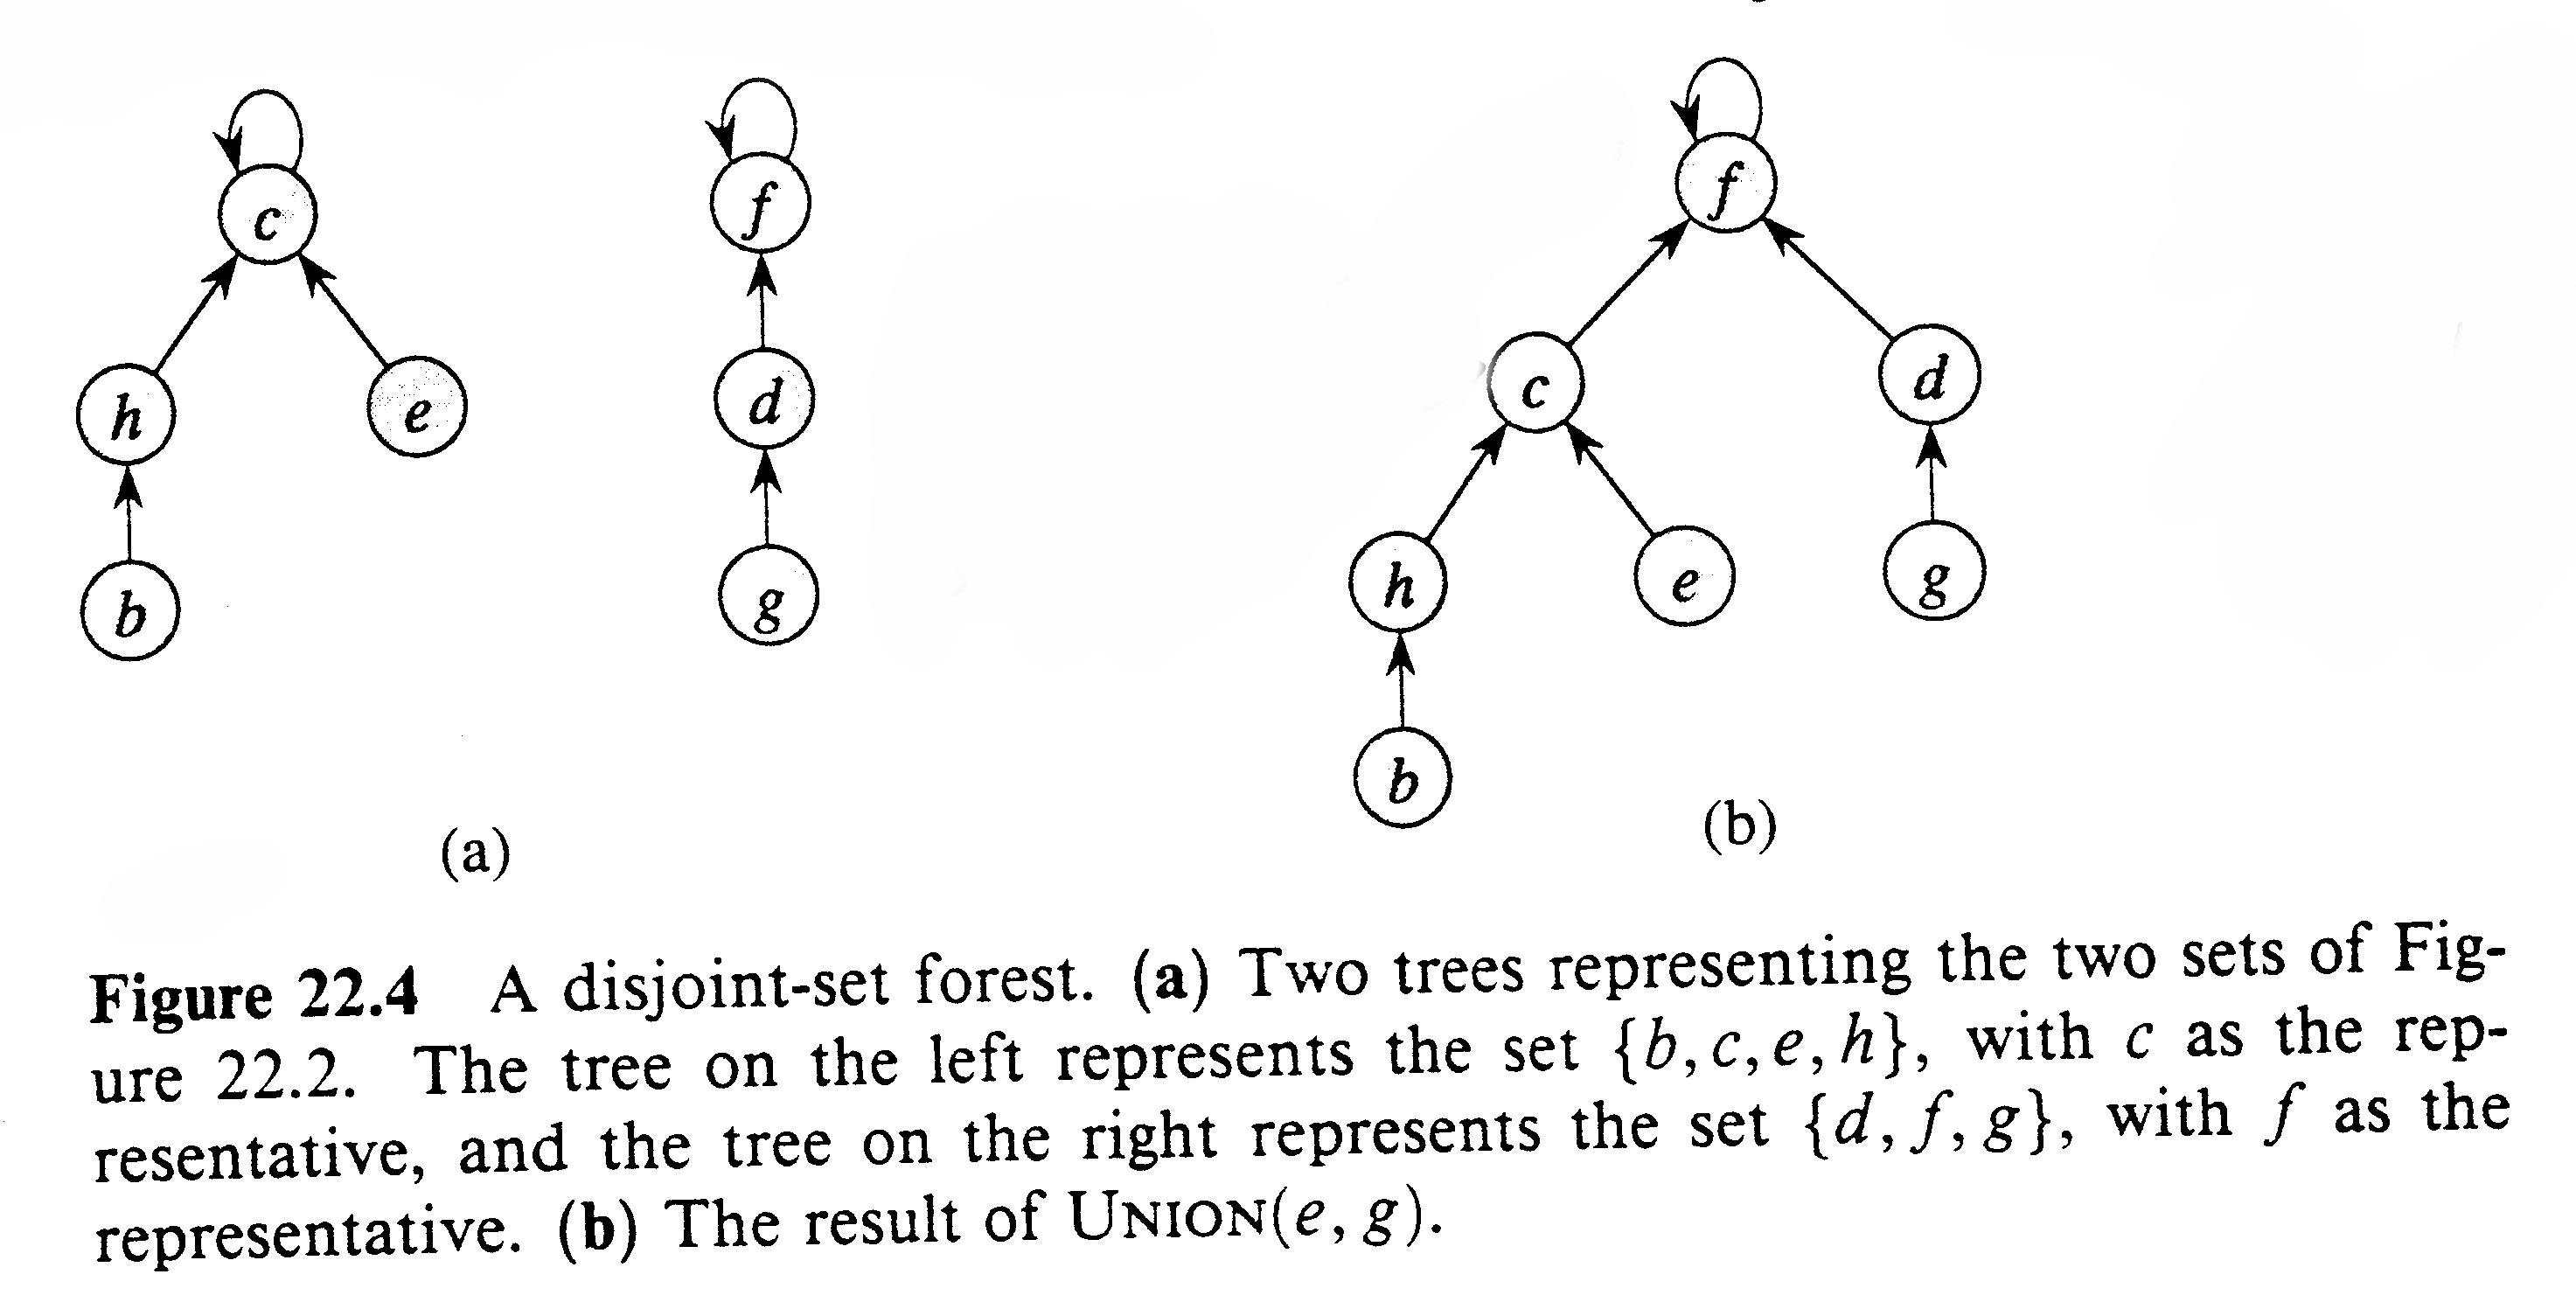 c f f
h e d c d
b g h e g
b
(a) (b)
Figure 22.4 A disjoint-set forest. (a) Two trees representing the two sets of Fig-
ure 22.2. The tree on the left represents the set {b, c, e, h}, with c as the rep-
resentative, and the tree on the right represents the set {d, f, g}, with f as the
representative. (b) The result of UNION(e, g).